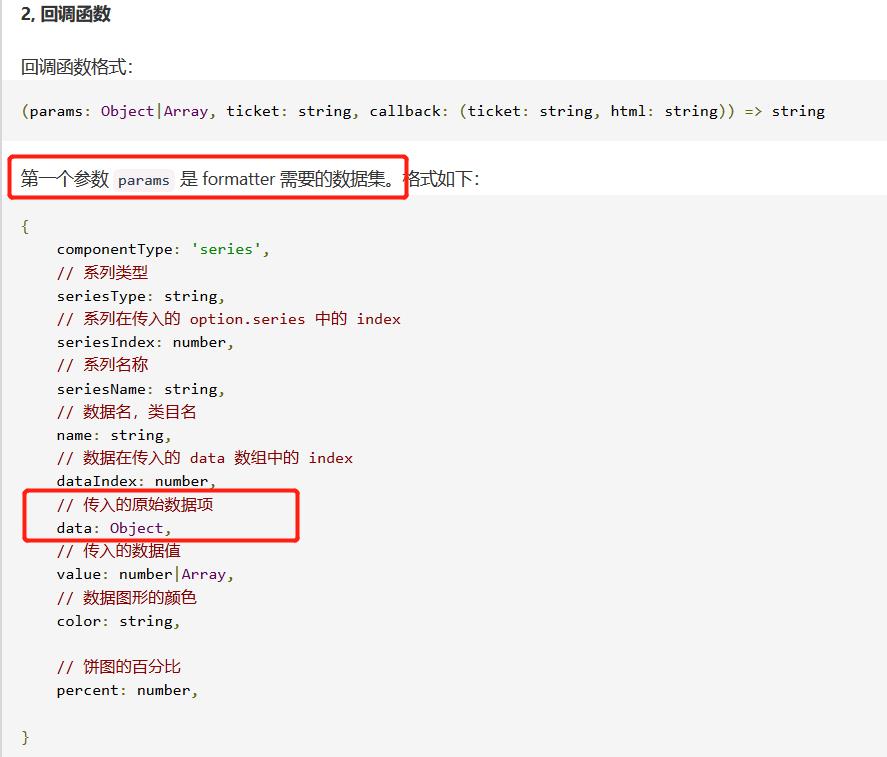 2, 回调函数
回调函数格式：
(params: Object|Array, ticket: string, callback: (ticket: string, html: string)) => string
第一个参数 params 是 formatter 需要的数据集。格式如下：
{
    componentType: 'series',
    // 系列类型
    seriesType: string,
    // 系列在传入的 option.series 中的 index
    seriesIndex: number,
    // 系列名称
    seriesName: string,
    // 数据名，类目名
    name: string,
    // 数据在传入的 data 数组中的 index
    dataIndex: number,
    // 传入的原始数据项
    data: Object,
    // 传入的数据值
    value: number|Array,
    // 数据图形的颜色
    color: string,
    // 饼图的百分比
    percent: number,
}